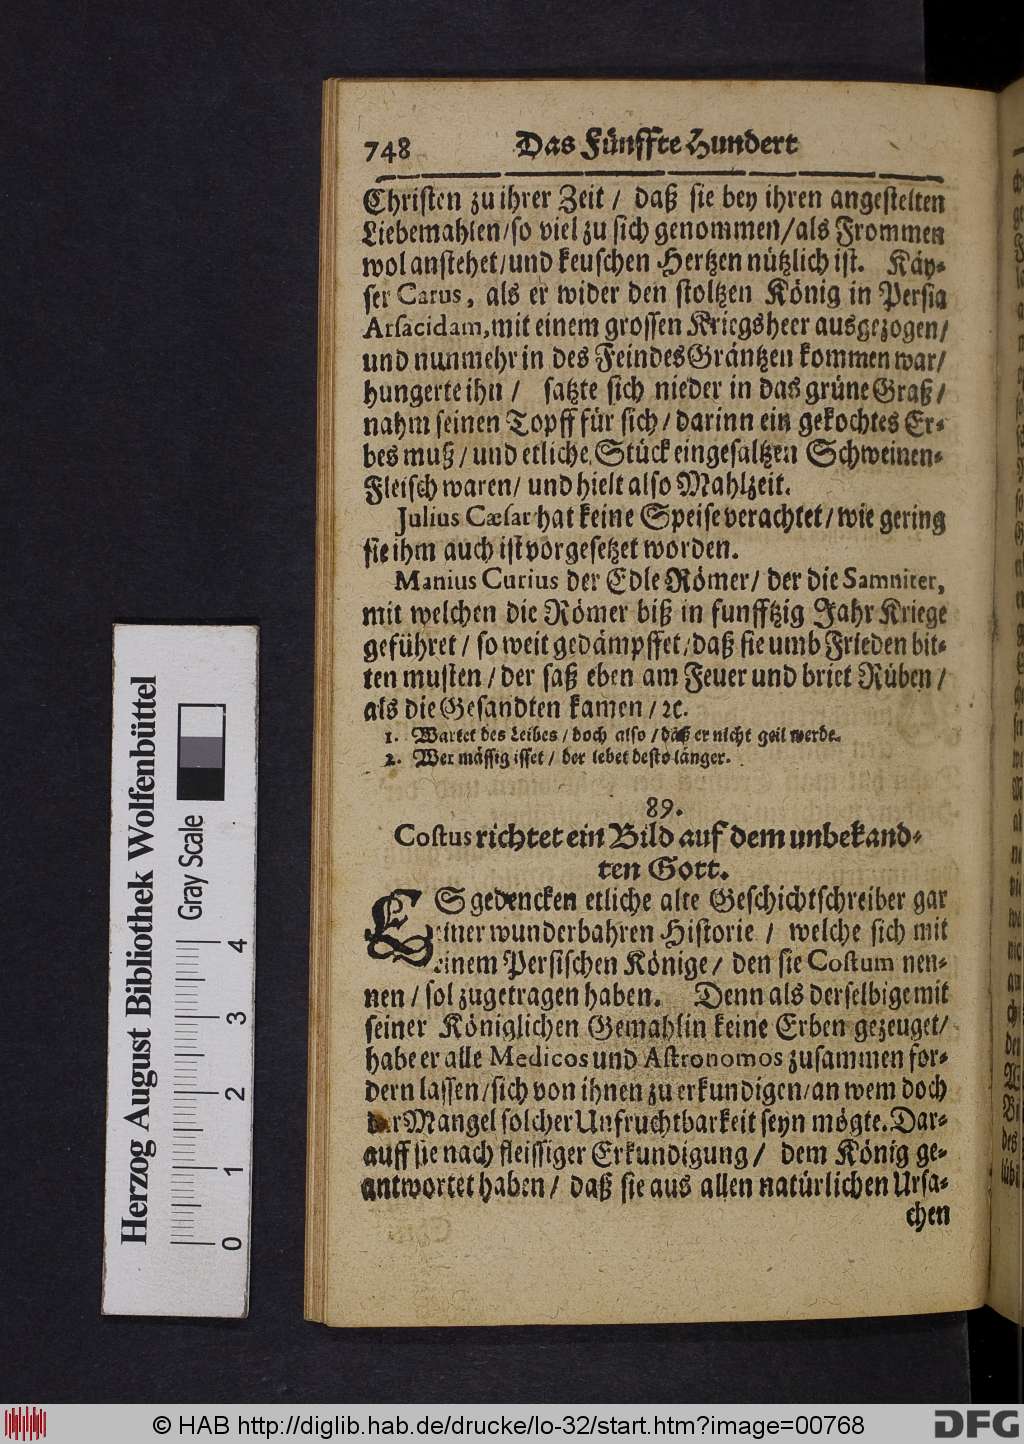 748 Das Fünffte Hundert
Christen zu ihrer Zeit / daß sie bey ihren angestelten
Liebemahlen / so viel zu sich genommen / als Frommen
wol anstehet / und keuschen Hertzen nützlich ist. Käy-
ser Carus, als er wider den stoltzen König in Persia
Arsacidam, mit einem grossen Kriegsheer ausgezogen /
und nunmehr in des Feindes Gräntzen kommen war /
hungerte ihn / satzte sich nieder in das grüne Graß /
nahm seinen Topff für sich / darinn ein gekochtes Er-
bes muß / und etliche Stück eingesaltzen Schweinen-
Fleisch waren / und hielt also Mahlzeit.
Julius Cæsar hat keine Speise verachtet / wie gering
sie ihm auch ist vorgesetzet worden.
Manius Curius der Edle Römer / der die Samniter,
mit welchen die Römer biß in funfftzig Jahr Kriege
geführet / so weit gedämpffet / daß sie umb Frieden bit-
ten musten / der saß eben am Feuer und briet Rüben /
als die Gesandten kamen / ꝛc.
1. Wartet des Leibes / doch also / daß er nicht geil werde.
2. Wer mässig isset / der lebet desto länger.
89.
Costus richtet ein Bild auf dem unbekand-
ten Gott.
ES gedencken etliche alte Geschichtschreiber gar
einer wunderbahren Historie / welche sich mit
einem Persischen Könige / den sie Costum nen-
nen / sol zugetragen haben. Denn als derselbige mit
seiner Königlichen Gemahlin keine Erben gezeuget /
habe er alle Medicos und Astronomos zusammen for-
dern lassen / sich von ihnen zu erkundigen / an wem doch
der Mangel solcher Unfruchtbarkeit seyn mögte. Dar-
auff sie nach fleissiger Erkundigung / dem König ge-
antwortet haben / daß sie aus allen natürlichen Ursa-
chen
Herzog August Bibliothek Wolfenbüttel
Gray Scale
0 1 2 3 4
© HAB http://diglib.hab.de/drucke/lo-32/start.htm?image=00768
DFG